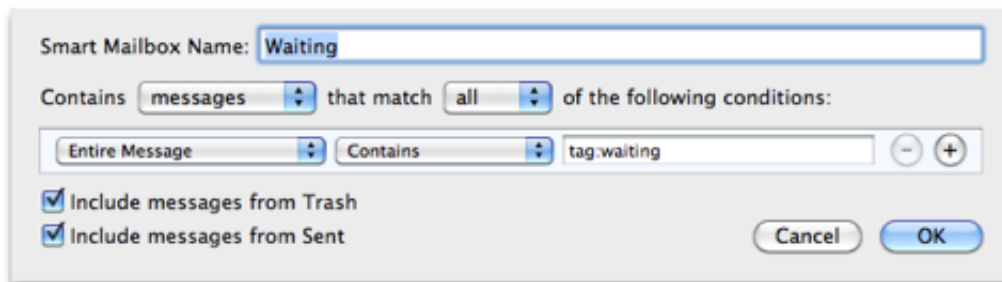 Smart Mailbox Name: Waiting
Contains messages that match all of the following conditions:
Entire Message Contains tag:waiting
Include messages from Trash
Include messages from Sent
Cancel OK